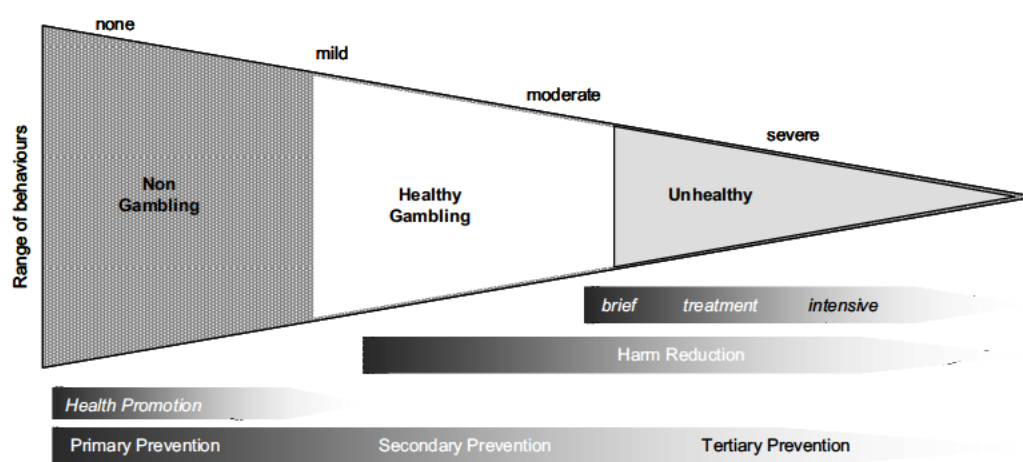 none
mild
moderate
severe
Range of behaviours
Non
Gambling
Healthy
Gambling
Unhealthy
brief treatment intensive
Harm Reduction
Health Promotion
Primary Prevention Secondary Prevention Tertiary Prevention